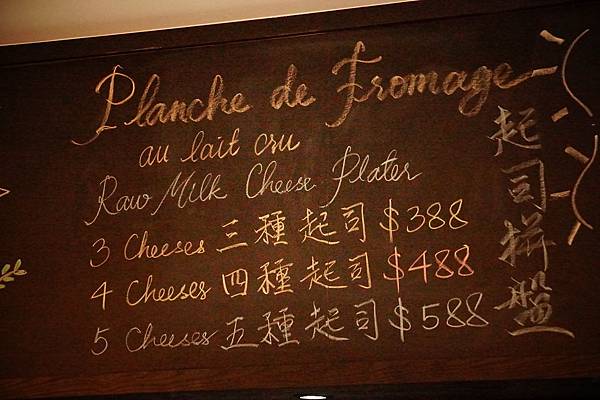 Planche de Fromage
au lait cru
Raw Milk Cheese Plater
3 Cheeses 三種起司 $388
4 Cheeses 四種起司 $488
5 Cheeses 五種起司 $588
起司拼盤